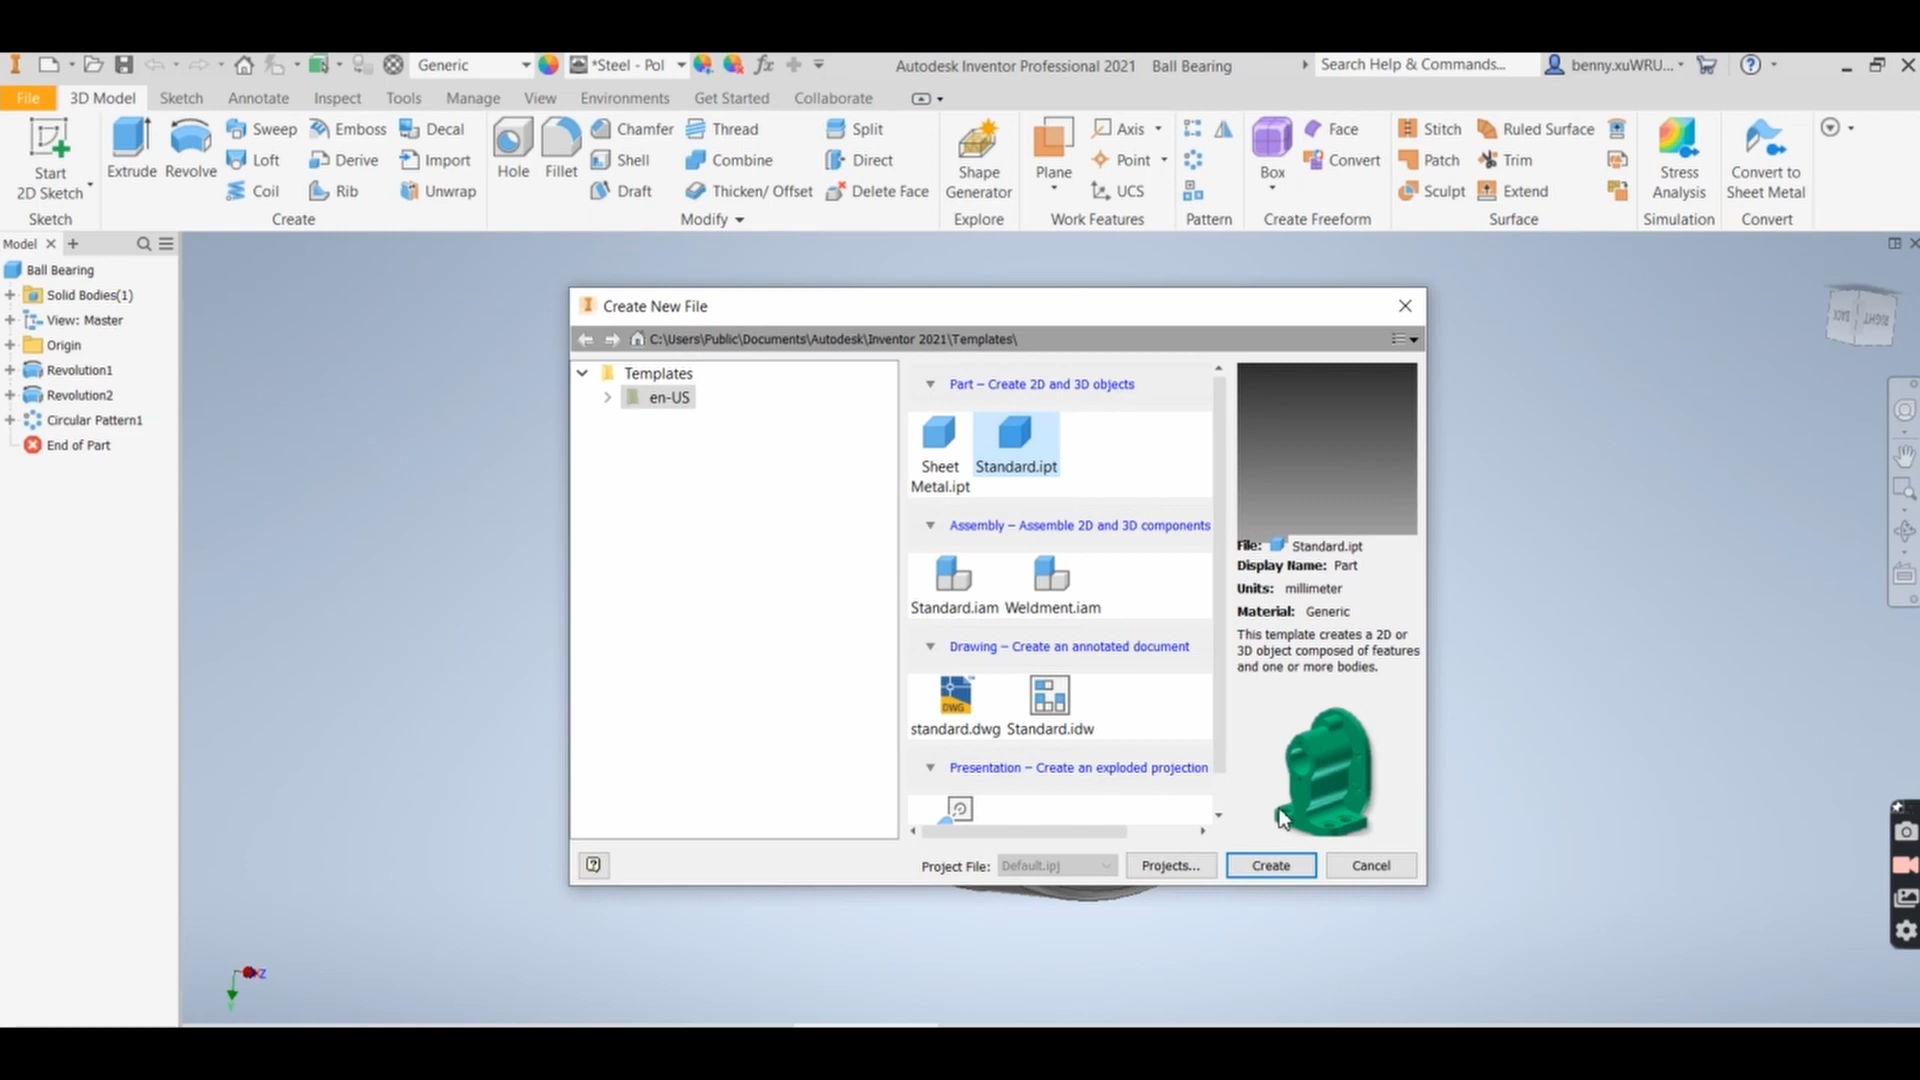 Generic
*Steel - Pol
fx
Autodesk Inventor Professional 2021 Ball Bearing
Search Help & Commands...
benny.xuWRU...
File 3D Model Sketch Annotate Inspect Tools Manage View Environments Get Started Collaborate
Start
2D Sketch
Extrude
Revolve
Sweep
Loft
Coil
Emboss
Derive
Rib
Decal
Import
Unwrap
Hole
Fillet
Chamfer
Shell
Draft
Thread
Combine
Thicken/ Offset
Split
Direct
Delete Face
Shape
Generator
Plane
Axis
Point
UCS
Box
Face
Convert
Stitch
Patch
Sculpt
Ruled Surface
Trim
Extend
Stress
Analysis
Convert to
Sheet Metal
Sketch Create Modify Explore Work Features Pattern Create Freeform Surface Simulation Convert
Model
Ball Bearing
Solid Bodies(1)
View: Master
Origin
Revolution1
Revolution2
Circular Pattern1
End of Part
Create New File
C:\Users\Public\Documents\Autodesk\Inventor 2021\Templates\
Templates
en-US
Part – Create 2D and 3D objects
Sheet
Metal.ipt
Standard.ipt
Assembly – Assemble 2D and 3D components
Standard.iam Weldment.iam
Drawing – Create an annotated document
DWG
standard.dwg Standard.idw
Presentation – Create an exploded projection
File: Standard.ipt
Display Name: Part
Units: millimeter
Material: Generic
This template creates a 2D or
3D object composed of features
and one or more bodies.
Project File: Default.ipj
Projects...
Create
Cancel
BACK
RIGHT
Z